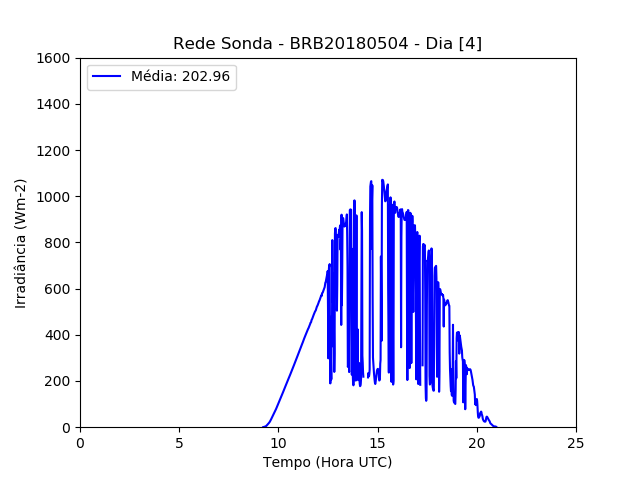 Rede Sonda - BRB20180504 - Dia [4]
Média: 202.96
1600
1400
1200
1000
800
600
400
200
0
Irradiância (Wm-2)
0 5 10 15 20 25
Tempo (Hora UTC)